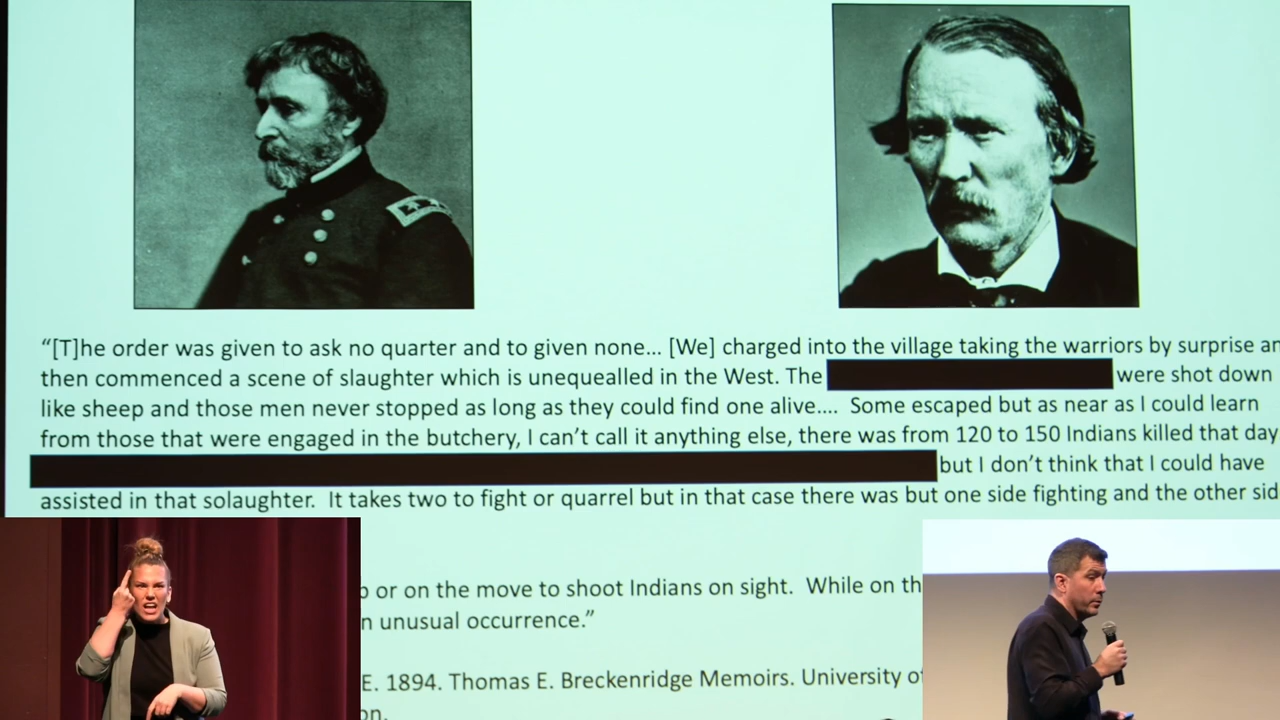 “[T]he order was given to ask no quarter and to given none... [We] charged into the village taking the warriors by surprise an
then commenced a scene of slaughter which is unequealled in the West. The were shot down
like sheep and those men never stopped as long as they could find one alive.... Some escaped but as near as I could learn
from those that were engaged in the butchery, I can’t call it anything else, there was from 120 to 150 Indians killed that day
but I don’t think that I could have
assisted in that solaughter. It takes two to fight or quarrel but in that case there was but one side fighting and the other sid
or on the move to shoot Indians on sight. While on th
n unusual occurrence.”
E. 1894. Thomas E. Breckenridge Memoirs. University of
on.